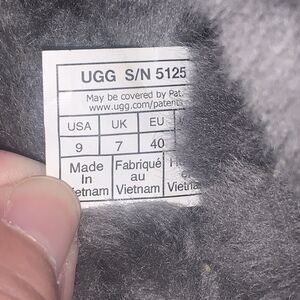 UGG S/N 5125
May be covered by Pat.
www.ugg.com/patents
USA UK EU
9 7 40
Made Fabriqué
In au
Vietnam Vietnam